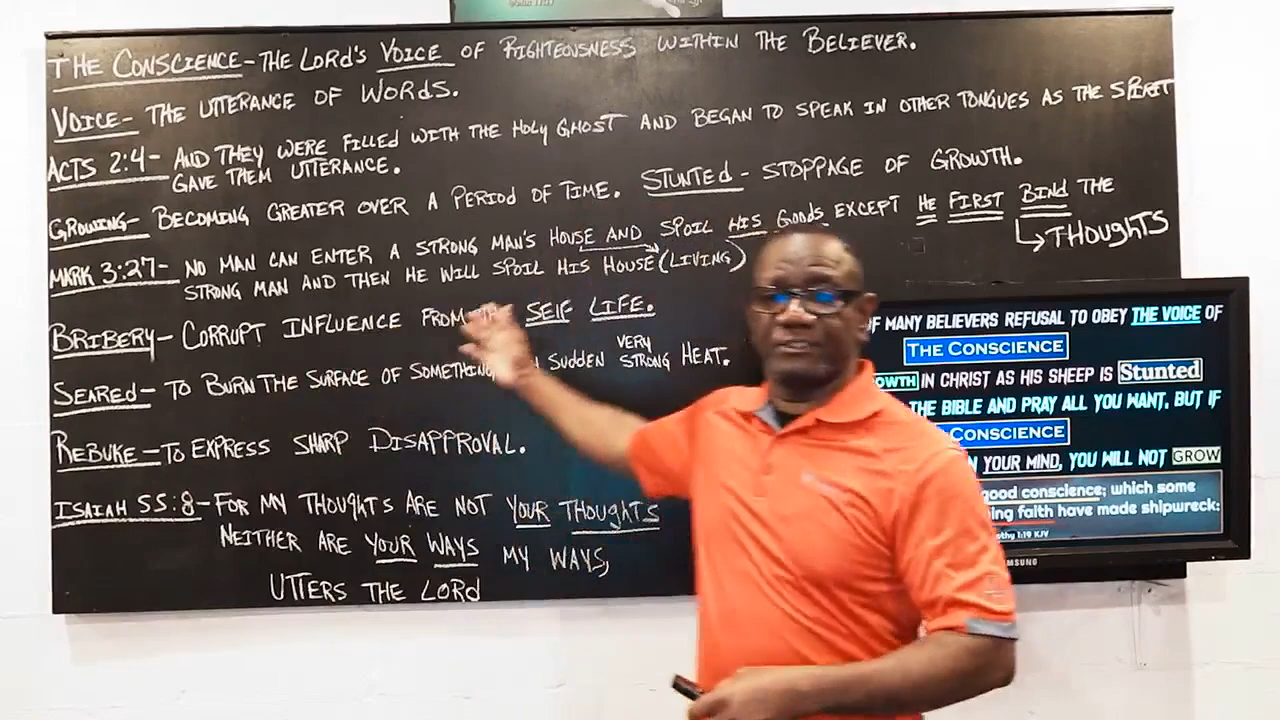 THE CONSCIENCE - THE LORD'S VOICE OF RIGHTEOUSNESS WITHIN THE BELIEVER.
VOICE - THE UTTERANCE OF WORDS.
ACTS 2:4 - AND THEY WERE FILLED WITH THE HOLY GHOST AND BEGAN TO SPEAK IN OTHER TONGUES AS THE SPIRIT
GAVE THEM UTTERANCE.
GROWING - BECOMING GREATER OVER A PERIOD OF TIME. STUNTED - STOPPAGE OF GROWTH.
MARK 3:27 - NO MAN CAN ENTER A STRONG MAN'S HOUSE AND SPOIL HIS GOODS EXCEPT HE FIRST BIND THE
STRONG MAN AND THEN HE WILL SPOIL HIS HOUSE (LIVING)
THOUGHTS
BRIBERY - CORRUPT INFLUENCE FROM SELF LIFE.
SEARED - TO BURN THE SURFACE OF SOMETHING SUDDEN VERY STRONG HEAT.
REBUKE - TO EXPRESS SHARP DISAPPROVAL.
ISAIAH 55:8 - FOR MY THOUGHTS ARE NOT YOUR THOUGHTS
NEITHER ARE YOUR WAYS MY WAYS,
UTTERS THE LORD
OF MANY BELIEVERS REFUSAL TO OBEY THE VOICE OF
THE CONSCIENCE
IN CHRIST AS HIS SHEEP IS Stunted
THE BIBLE AND PRAY ALL YOU WANT, BUT IF
CONSCIENCE
YOUR MIND, YOU WILL NOT GROW
good conscience; which some
faith have made shipwreck:
1:19 KJV
SAMSUNG